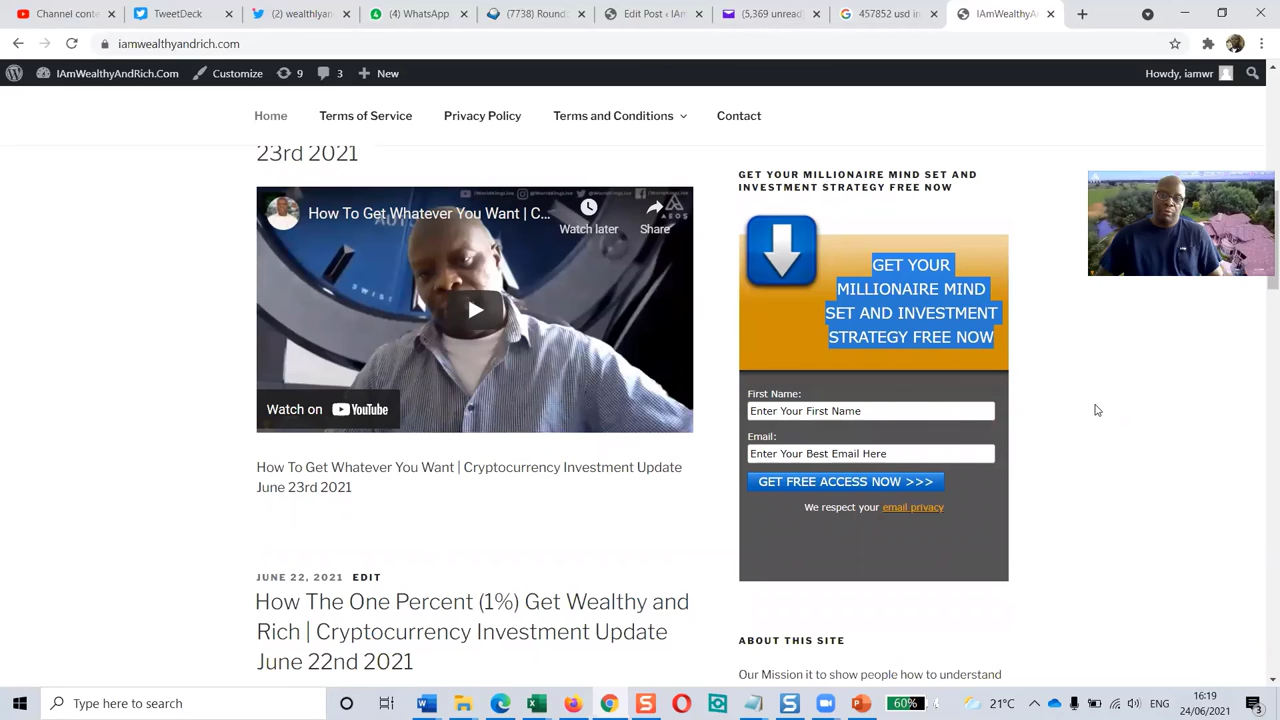 Channel content
TweetDeck
(2) wealthyand
(4) WhatsApp
(7738) Round
Edit Post ‹ IAm
(5,369 unread)
457852 usd in
IAmWealthyAn
iamwealthyandrich.com
IAmWealthyAndRich.Com
Customize
9
3
New
Howdy, iamwr
Home
Terms of Service
Privacy Policy
Terms and Conditions
Contact
23rd 2021
How To Get Whatever You Want | C...
Watch later
Share
AEOS
Watch on YouTube
How To Get Whatever You Want | Cryptocurrency Investment Update
June 23rd 2021
JUNE 22, 2021 EDIT
How The One Percent (1%) Get Wealthy and
Rich | Cryptocurrency Investment Update
June 22nd 2021
GET YOUR MILLIONAIRE MIND SET AND
INVESTMENT STRATEGY FREE NOW
GET YOUR
MILLIONAIRE MIND
SET AND INVESTMENT
STRATEGY FREE NOW
First Name:
Enter Your First Name
Email:
Enter Your Best Email Here
GET FREE ACCESS NOW >>>
We respect your email privacy
ABOUT THIS SITE
Our Mission it to show people how to understand
Type here to search
60%
21°C
ENG
16:19
24/06/2021
3